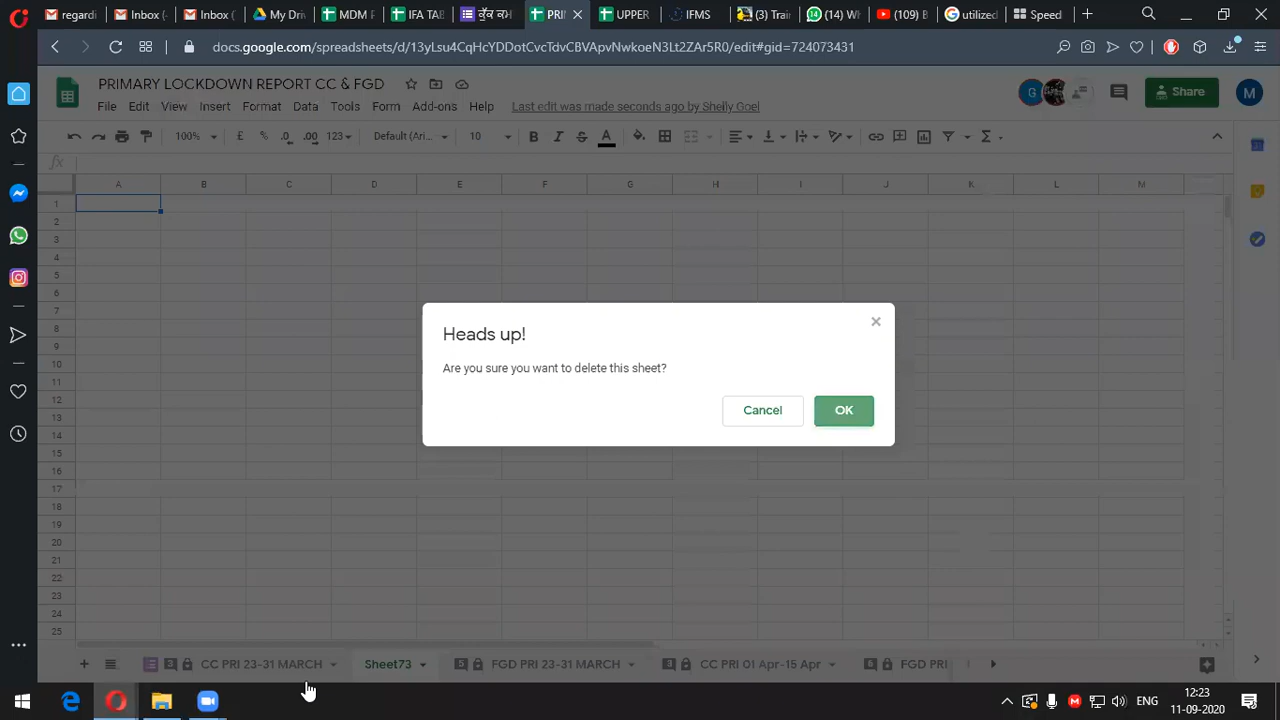 regardi
Inbox (
Inbox (
My Dri
MDM F
IFA TAB
PRI
UPPER
IFMS
(3) Trai
(14) Wh
(109) B
utilized
Speed
docs.google.com/spreadsheets/d/13yLsu4CqHcYDDotCvcTdvCBVApvNwkoeN3Lt2ZAr5R0/edit#gid=724073431
PRIMARY LOCKDOWN REPORT CC & FGD
File Edit View Insert Format Data Tools Form Add-ons Help Last edit was made seconds ago by Shelly Goel
G
Share
M
100% £ % .0 .00 123 Default (Ari... 10 B I S A
fx
A B C D E F G H I J K L M
1
2
3
4
5
6
7
8
9
10
11
12
13
14
15
16
17
18
19
20
21
22
23
24
25
Heads up!
Are you sure you want to delete this sheet?
Cancel OK
3 CC PRI 23-31 MARCH Sheet73 5 FGD PRI 23-31 MARCH 3 CC PRI 01 Apr-15 Apr 6 FGD PRI
ENG
12:23
11-09-2020